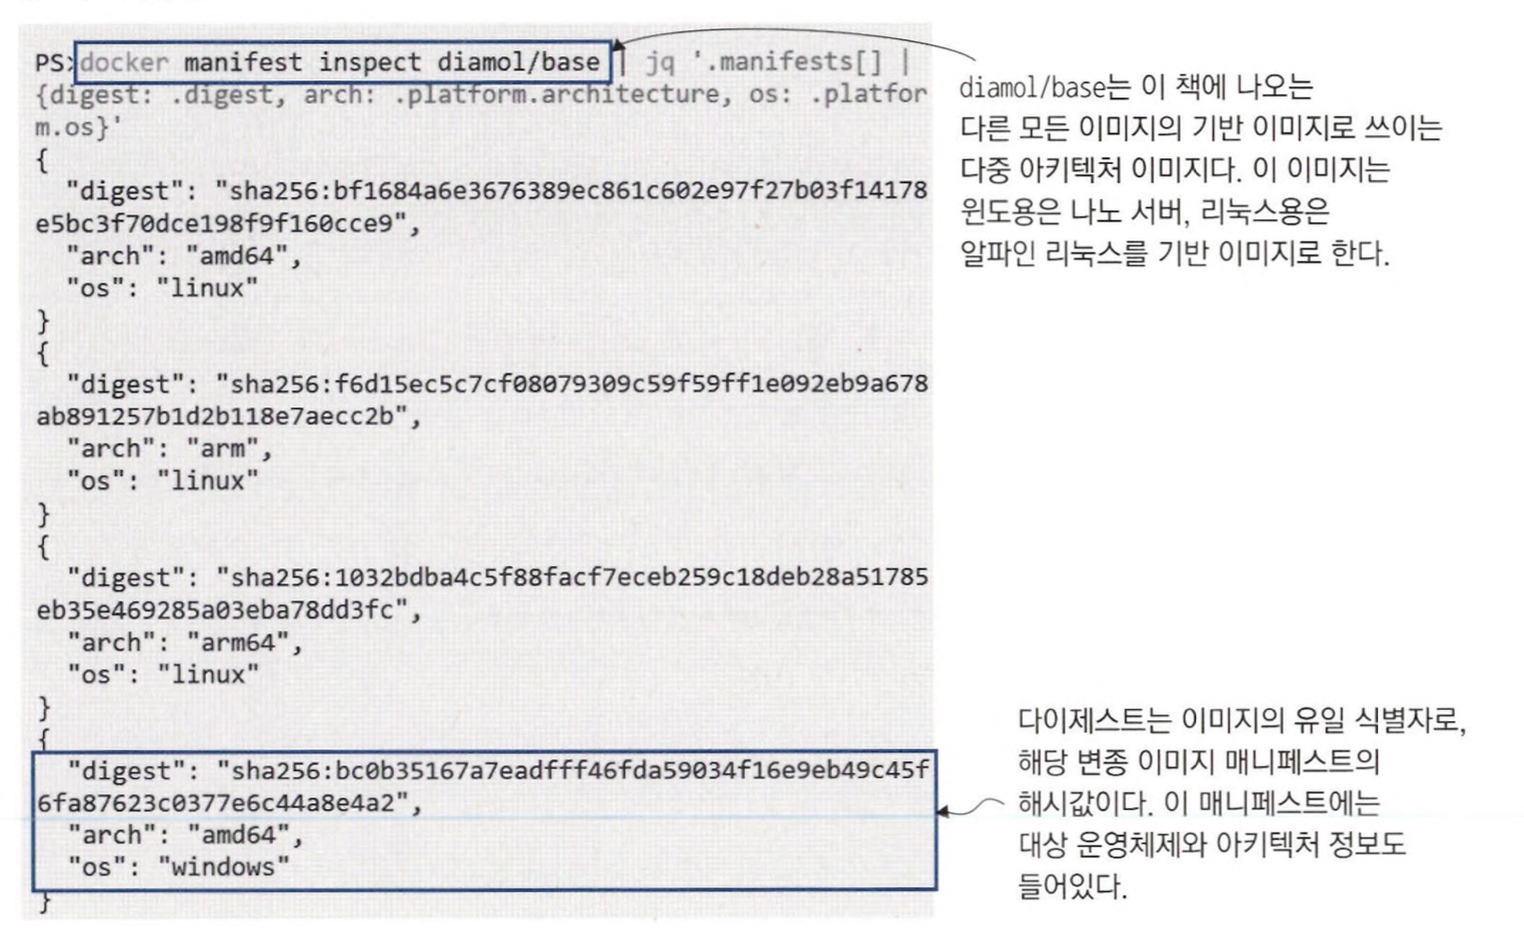 PS>docker manifest inspect diamol/base | jq '.manifests[] |
{digest: .digest, arch: .platform.architecture, os: .platfor
m.os}'
{
"digest": "sha256:bf1684a6e3676389ec861c602e97f27b03f14178
e5bc3f70dce198f9f160cce9",
"arch": "amd64",
"os": "linux"
}
{
"digest": "sha256:f6d15ec5c7cf08079309c59f59ff1e092eb9a678
ab891257b1d2b118e7aecc2b",
"arch": "arm",
"os": "linux"
}
{
"digest": "sha256:1032bdba4c5f88facf7eceb259c18deb28a51785
eb35e469285a03eba78dd3fc",
"arch": "arm64",
"os": "linux"
}
{
"digest": "sha256:bc0b35167a7eadfff46fda59034f16e9eb49c45f
6fa87623c0377e6c44a8e4a2",
"arch": "amd64",
"os": "windows"
}
diamol/base는 이 책에 나오는
다른 모든 이미지의 기반 이미지로 쓰이는
다중 아키텍처 이미지다. 이 이미지는
윈도용은 나노 서버, 리눅스용은
알파인 리눅스를 기반 이미지로 한다.
다이제스트는 이미지의 유일 식별자로,
해당 변종 이미지 매니페스트의
해시값이다. 이 매니페스트에는
대상 운영체제와 아키텍처 정보도
들어있다.